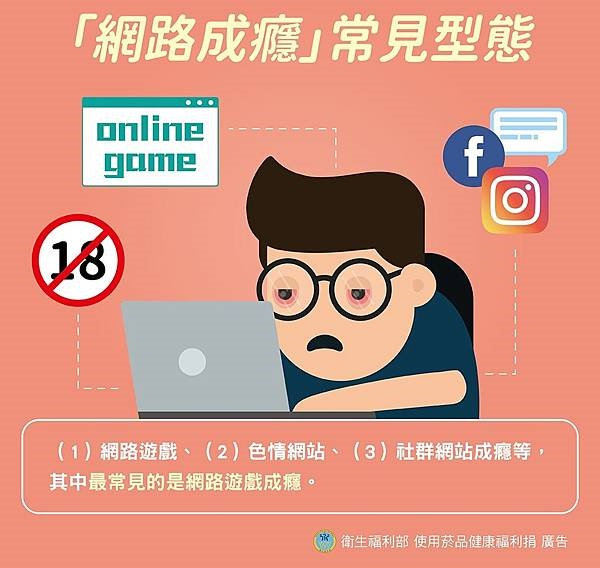 「網路成癮」常見型態
online
game
18
f
（1）網路遊戲、（2）色情網站、（3）社群網站成癮等，
其中最常見的是網路遊戲成癮。
衛生福利部 使用菸品健康福利捐 廣告